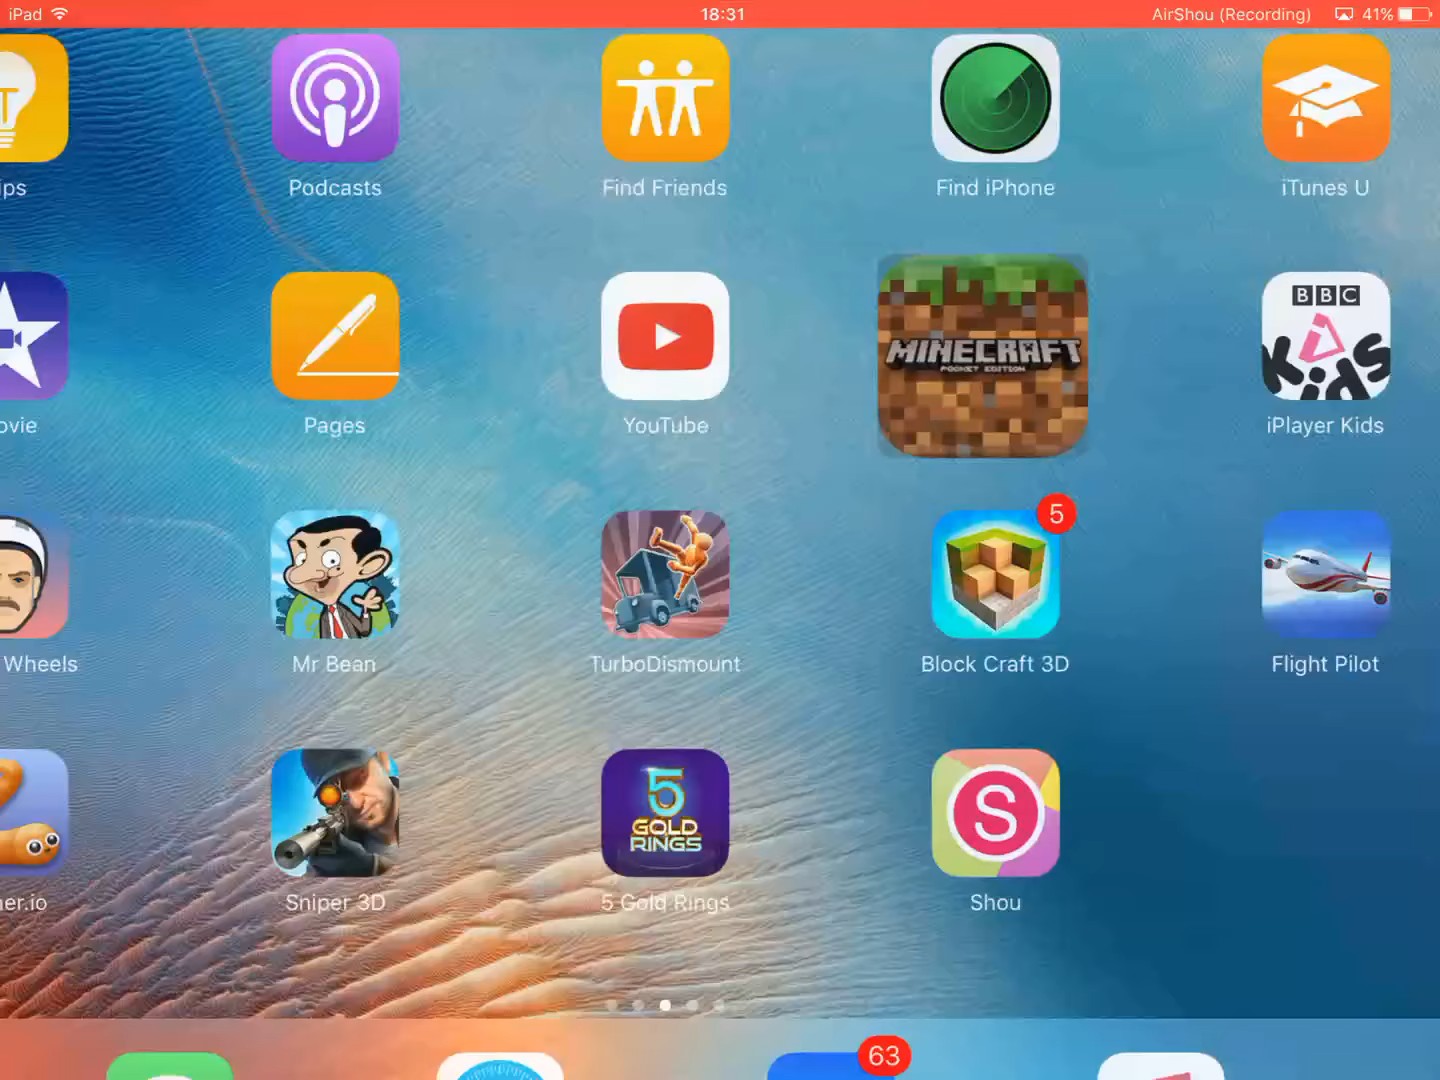 iPad 18:31 AirShou (Recording) 41%
ips Podcasts Find Friends Find iPhone iTunes U
MINECRAFT
POCKET EDITION
BBC
Kids
ovie Pages YouTube iPlayer Kids
5
Wheels Mr Bean TurboDismount Block Craft 3D Flight Pilot
5
GOLD
RINGS
S
her.io Sniper 3D 5 Gold Rings Shou
63